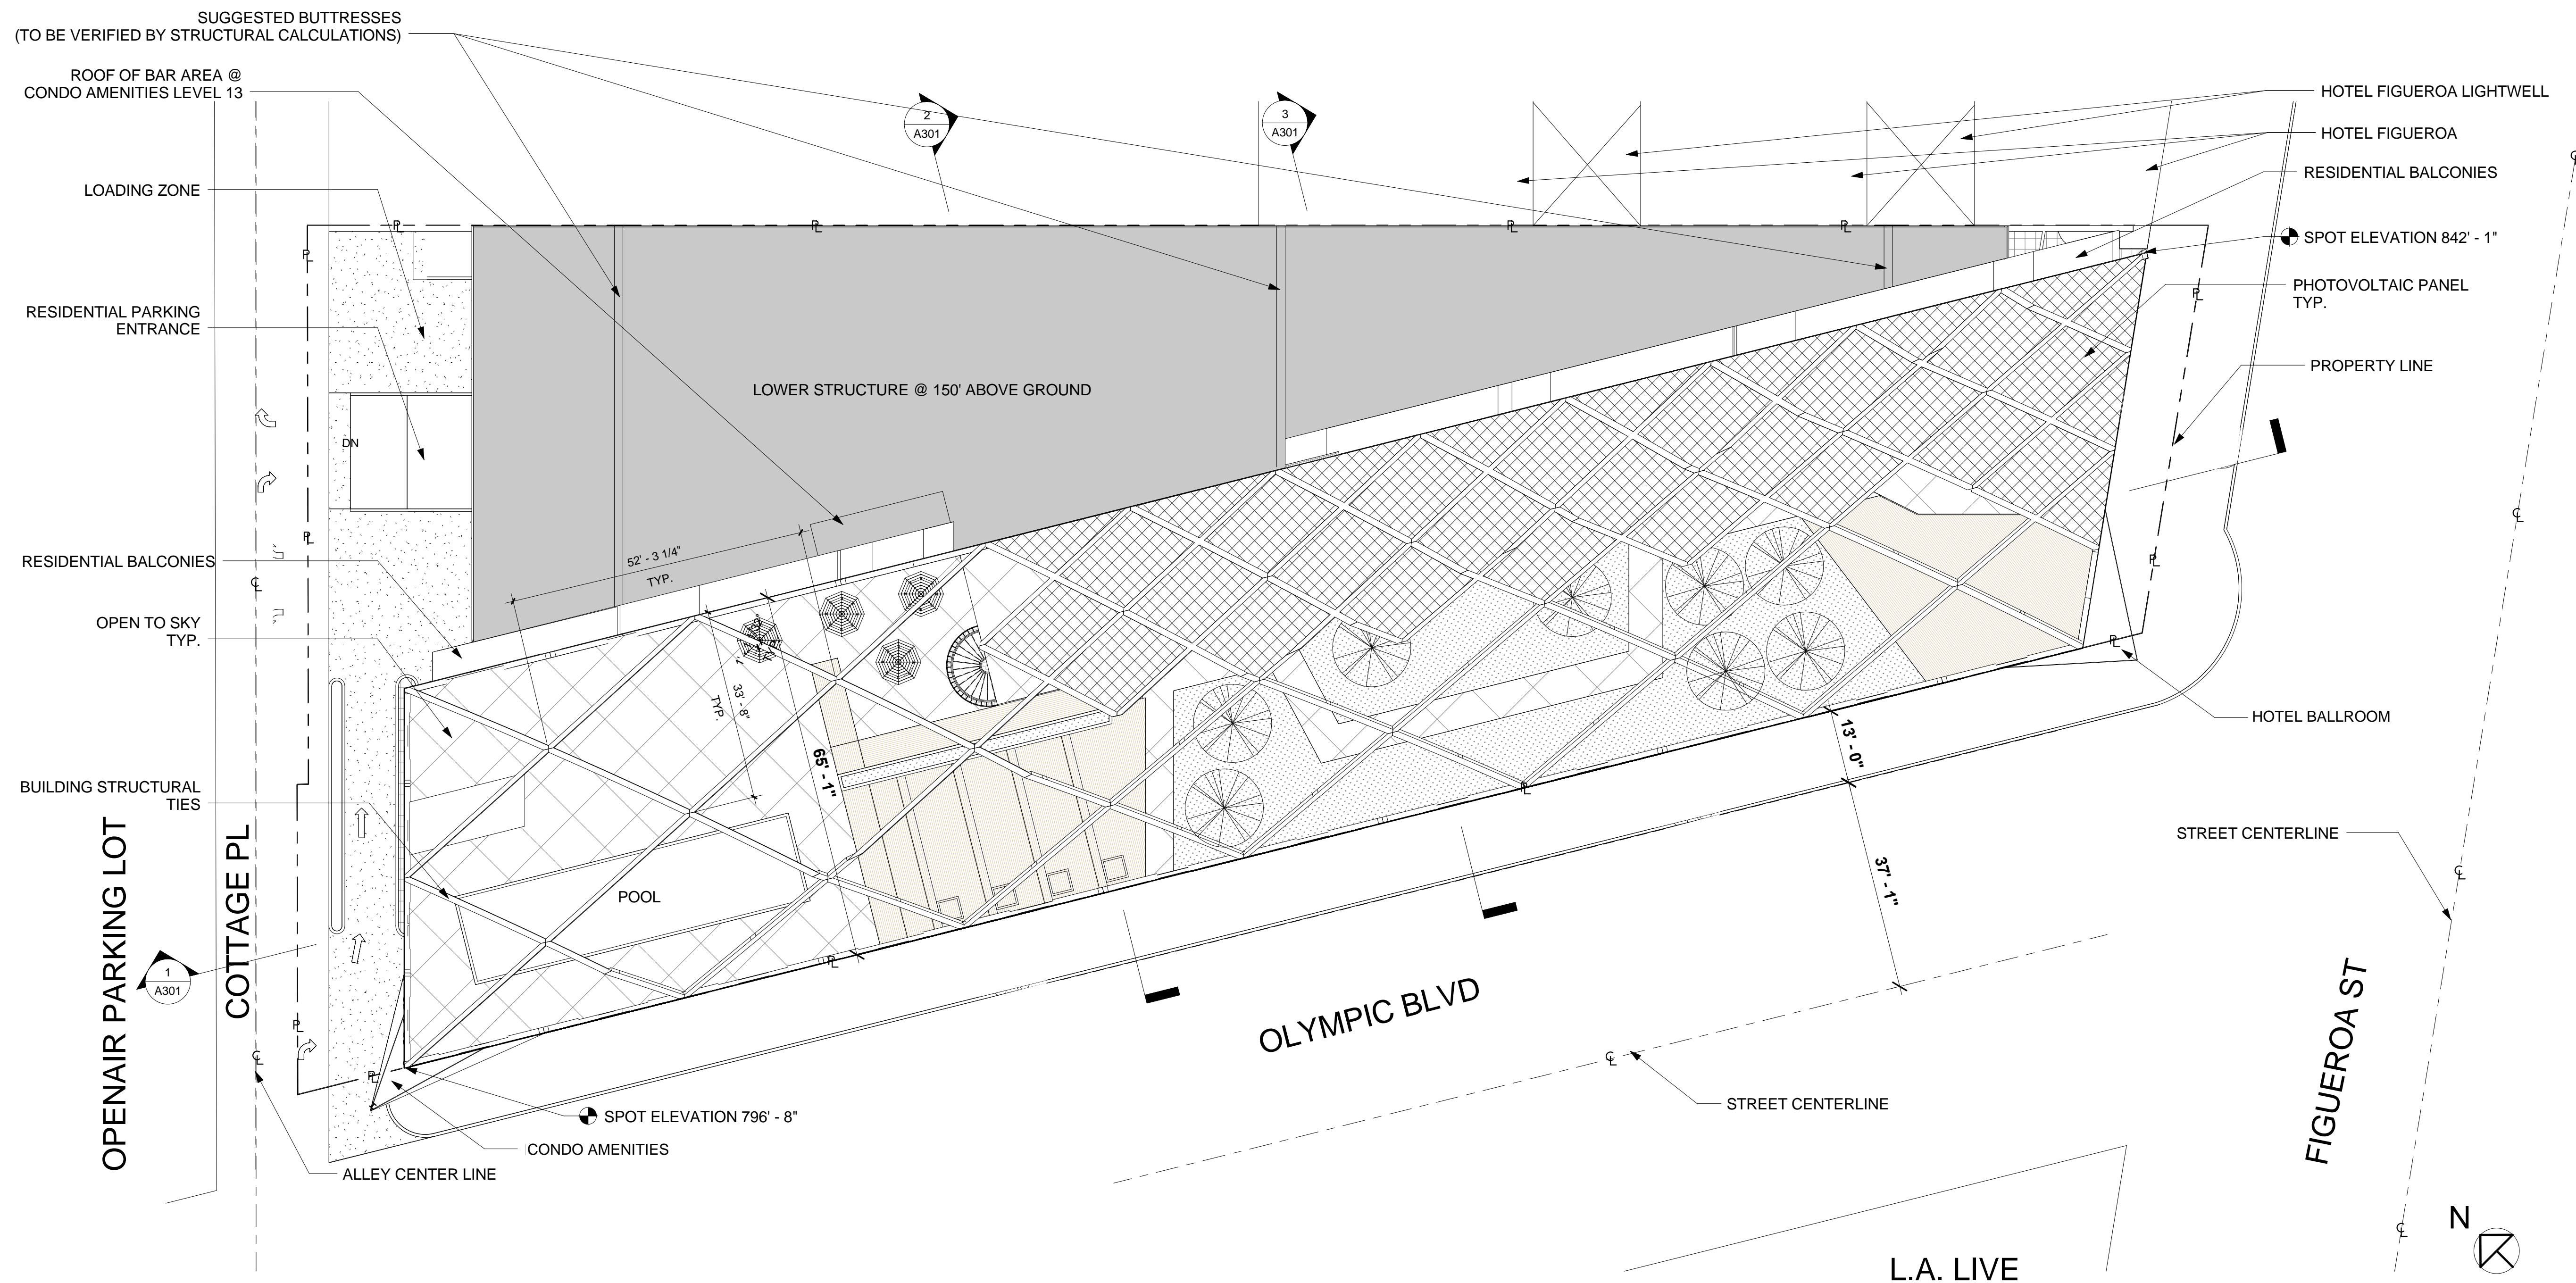 SUGGESTED BUTTRESSES
(TO BE VERIFIED BY STRUCTURAL CALCULATIONS)
ROOF OF BAR AREA @
CONDO AMENITIES LEVEL 13
LOADING ZONE
RESIDENTIAL PARKING
ENTRANCE
RESIDENTIAL BALCONIES
OPEN TO SKY
TYP.
BUILDING STRUCTURAL
TIES
OPENAIR PARKING LOT
COTTAGE PL
1
A301
2
A301
3
A301
HOTEL FIGUEROA LIGHTWELL
HOTEL FIGUEROA
RESIDENTIAL BALCONIES
SPOT ELEVATION 842' - 1"
PHOTOVOLTAIC PANEL
TYP.
PROPERTY LINE
HOTEL BALLROOM
STREET CENTERLINE
LOWER STRUCTURE @ 150' ABOVE GROUND
DN
52' - 3 1/4"
TYP.
33' - 8"
TYP.
65' - 1"
13' - 0"
37' - 1"
POOL
OLYMPIC BLVD
FIGUEROA ST
STREET CENTERLINE
SPOT ELEVATION 796' - 8"
CONDO AMENITIES
ALLEY CENTER LINE
L.A. LIVE
N